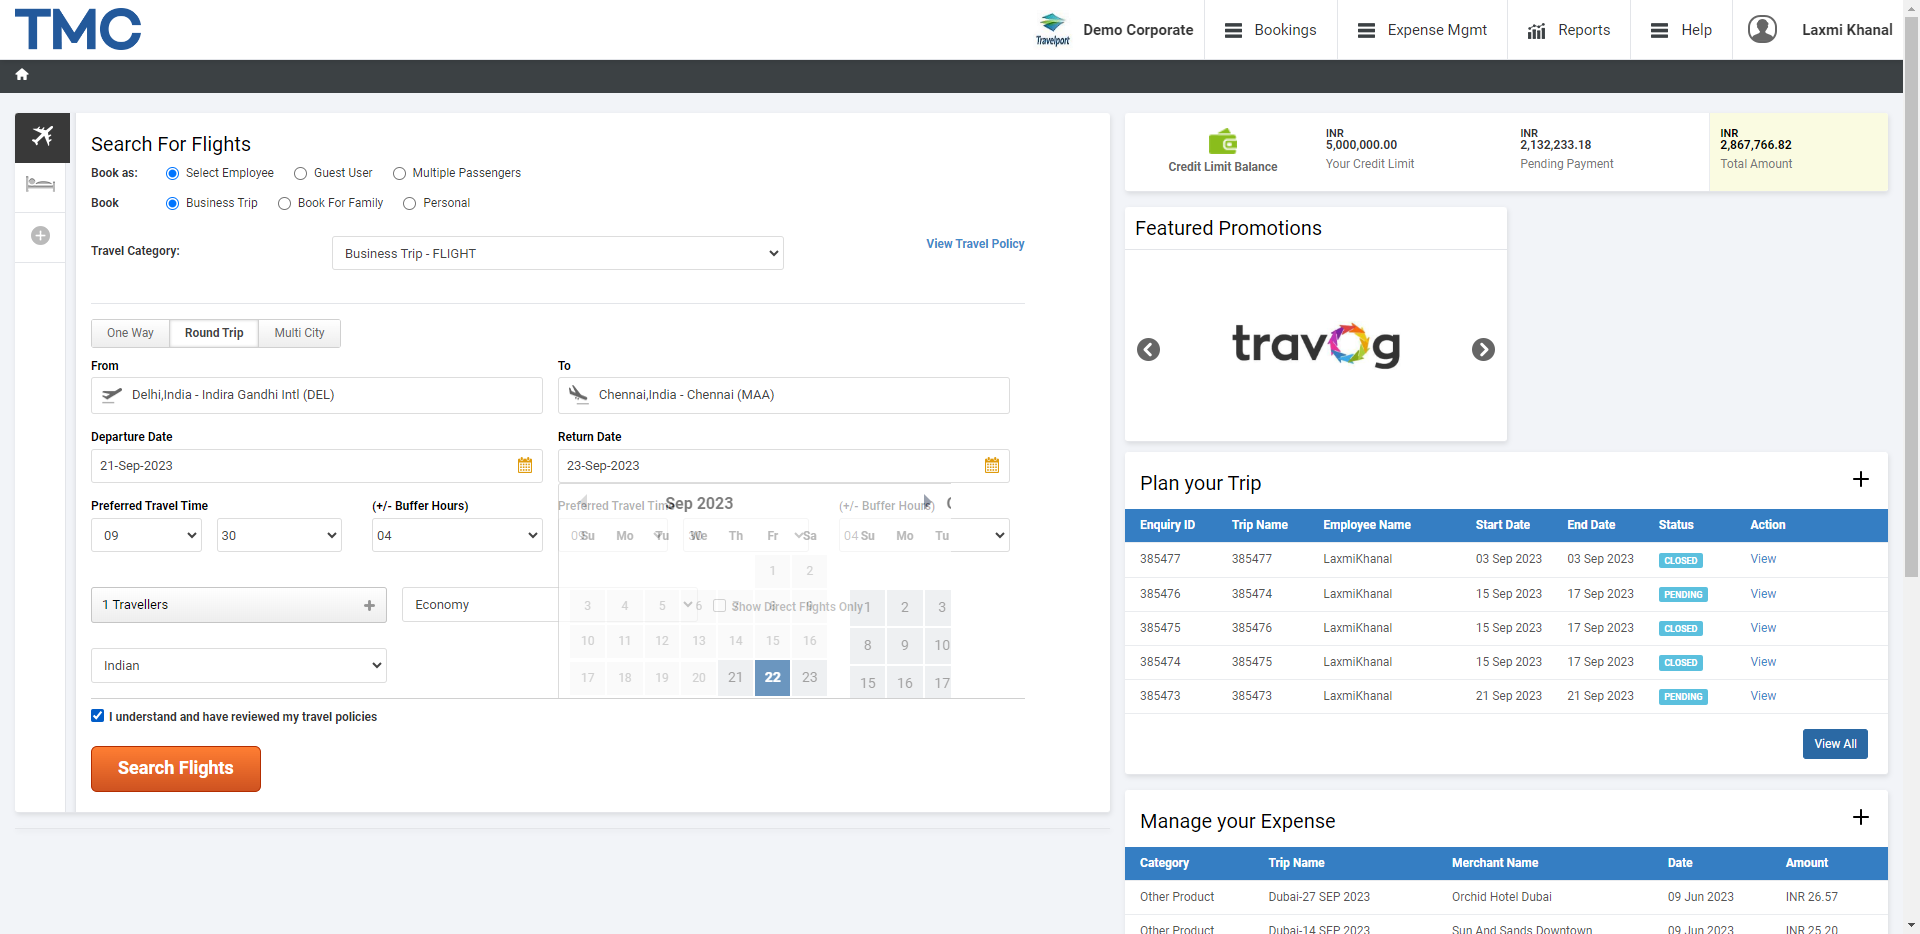 TMC
Travelport
Demo Corporate
Bookings
Expense Mgmt
Reports
Help
Laxmi Khanal
Search For Flights
Book as: Select Employee Guest User Multiple Passengers
Book Business Trip Book For Family Personal
Travel Category: Business Trip - FLIGHT View Travel Policy
One Way Round Trip Multi City
From To
Delhi,India - Indira Gandhi Intl (DEL) Chennai,India - Chennai (MAA)
Departure Date Return Date
21-Sep-2023 23-Sep-2023
Preferred Travel Time (+/- Buffer Hours) Preferred Travel Time (+/- Buffer Hours)
Sep 2023
09 30 04 09 30 04
Su Mo Tu We Th Fr Sa Su Mo Tu
1 2
1 Travellers Economy Show Direct Flights Only
3 4 5 6 7 8 9 1 2 3
10 11 12 13 14 15 16 8 9 10
Indian
17 18 19 20 21 22 23 15 16 17
I understand and have reviewed my travel policies
Search Flights
Credit Limit Balance
INR
5,000,000.00
Your Credit Limit
INR
2,132,233.18
Pending Payment
INR
2,867,766.82
Total Amount
Featured Promotions
travog
Plan your Trip
Enquiry ID Trip Name Employee Name Start Date End Date Status Action
385477 385477 LaxmiKhanal 03 Sep 2023 03 Sep 2023 CLOSED View
385476 385474 LaxmiKhanal 15 Sep 2023 17 Sep 2023 PENDING View
385475 385476 LaxmiKhanal 15 Sep 2023 17 Sep 2023 CLOSED View
385474 385475 LaxmiKhanal 15 Sep 2023 17 Sep 2023 CLOSED View
385473 385473 LaxmiKhanal 21 Sep 2023 21 Sep 2023 PENDING View
View All
Manage your Expense
Category Trip Name Merchant Name Date Amount
Other Product Dubai-27 SEP 2023 Orchid Hotel Dubai 09 Jun 2023 INR 26.57
Other Product Dubai-14 SEP 2023 Sun And Sands Downtown 09 Jun 2023 INR 25.20